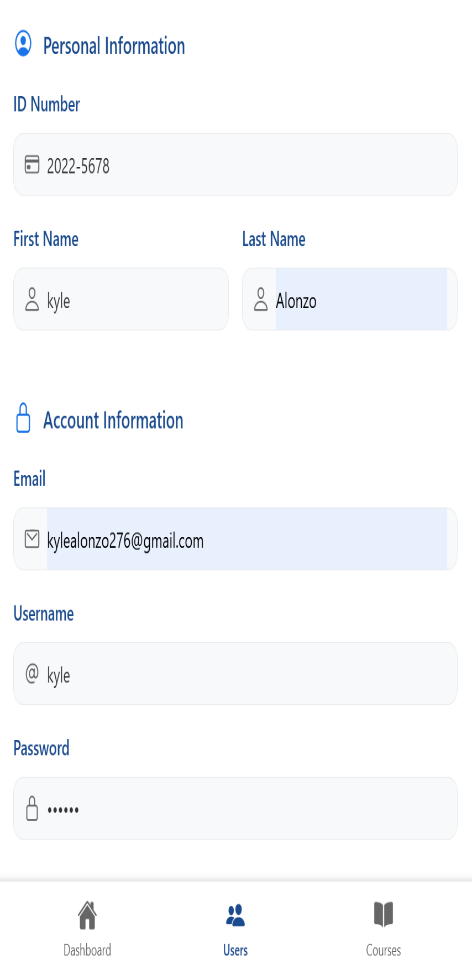 Personal Information
ID Number
2022-5678
First Name Last Name
kyle Alonzo
Account Information
Email
kylealonzo276@gmail.com
Username
@ kyle
Password
••••••
Dashboard Users Courses